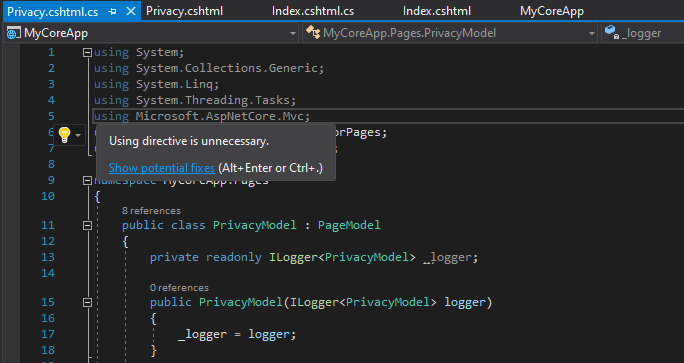 Privacy.cshtml.cs Privacy.cshtml Index.cshtml.cs Index.cshtml MyCoreApp
MyCoreApp MyCoreApp.Pages.PrivacyModel _logger
1 using System;
2 using System.Collections.Generic;
3 using System.Linq;
4 using System.Threading.Tasks;
5 using Microsoft.AspNetCore.Mvc;
6 orPages;
Using directive is unnecessary.
7 ;
8
Show potential fixes (Alt+Enter or Ctrl+.)
9 namespace MyCoreApp.Pages
10 {
8 references
11 public class PrivacyModel : PageModel
12 {
13 private readonly ILogger<PrivacyModel> _logger;
14
0 references
15 public PrivacyModel(ILogger<PrivacyModel> logger)
16 {
17 _logger = logger;
18 }